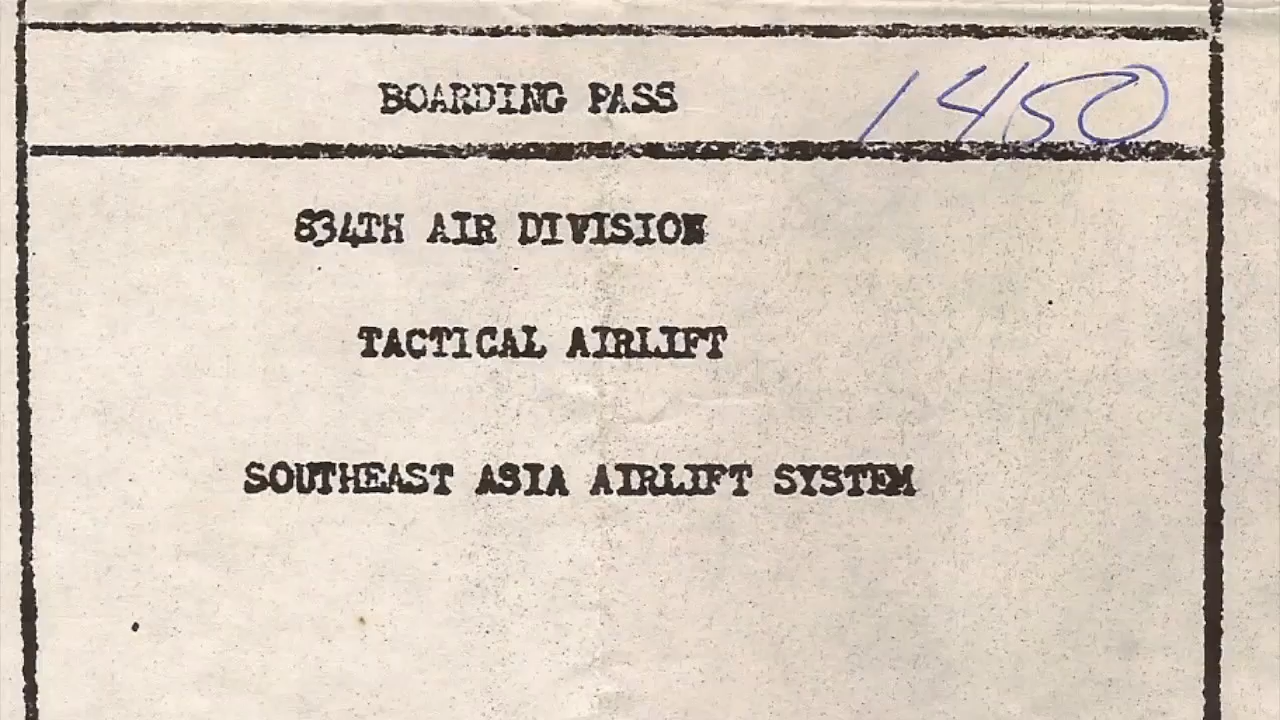 BOARDING PASS 1450
834TH AIR DIVISION
TACTICAL AIRLIFT
SOUTHEAST ASIA AIRLIFT SYSTEM